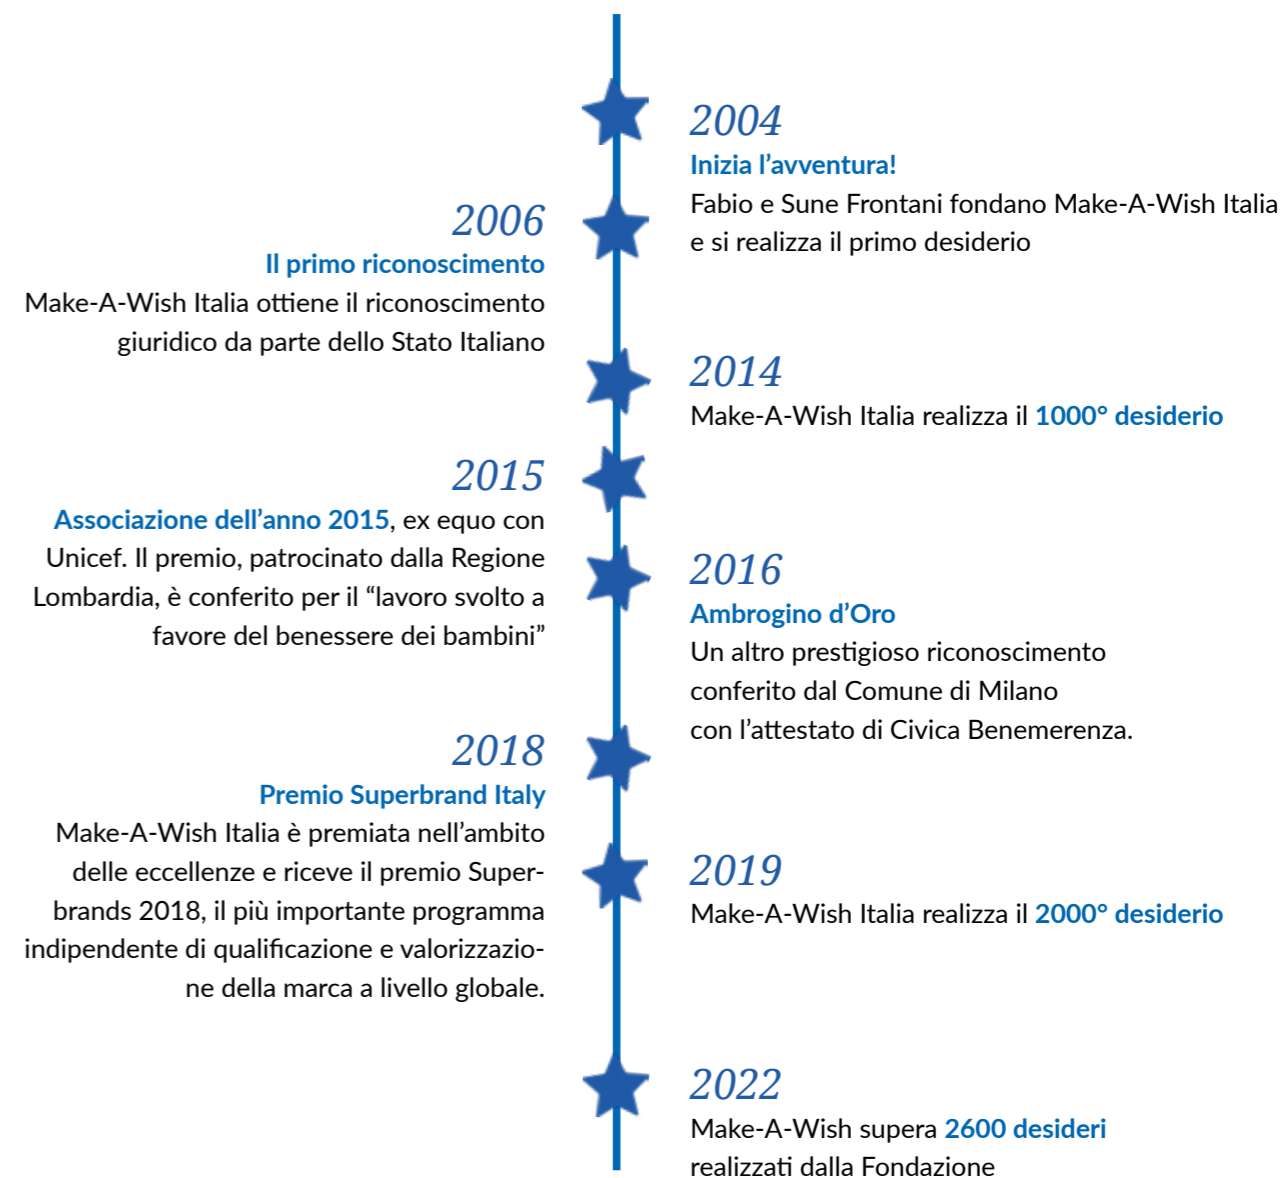 2004
Inizia l’avventura!
Fabio e Sune Frontani fondano Make-A-Wish Italia
e si realizza il primo desiderio
2006
Il primo riconoscimento
Make-A-Wish Italia ottiene il riconoscimento
giuridico da parte dello Stato Italiano
2014
Make-A-Wish Italia realizza il 1000° desiderio
2015
Associazione dell’anno 2015, ex equo con
Unicef. Il premio, patrocinato dalla Regione
Lombardia, è conferito per il “lavoro svolto a
favore del benessere dei bambini”
2016
Ambrogino d’Oro
Un altro prestigioso riconoscimento
conferito dal Comune di Milano
con l’attestato di Civica Benemerenza.
2018
Premio Superbrand Italy
Make-A-Wish Italia è premiata nell’ambito
delle eccellenze e riceve il premio Super-
brands 2018, il più importante programma
indipendente di qualificazione e valorizzazio-
ne della marca a livello globale.
2019
Make-A-Wish Italia realizza il 2000° desiderio
2022
Make-A-Wish supera 2600 desideri
realizzati dalla Fondazione